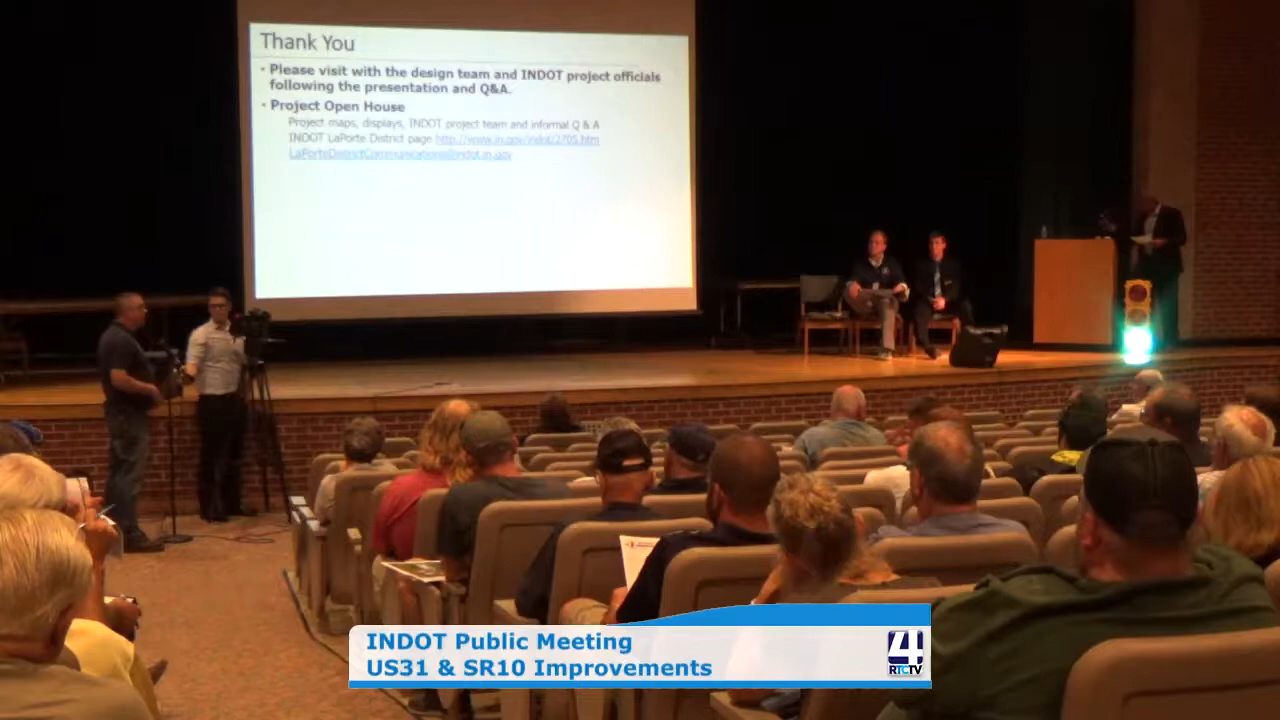 Thank You
• Please visit with the design team and INDOT project officials
following the presentation and Q&A.
• Project Open House
Project maps, displays, INDOT project team and informal Q & A
INDOT LaPorte District page http://www.in.gov/indot/2705.htm
LaPorteDistrictCommunications@indot.in.gov
INDOT Public Meeting
US31 & SR10 Improvements
4
RTCTV